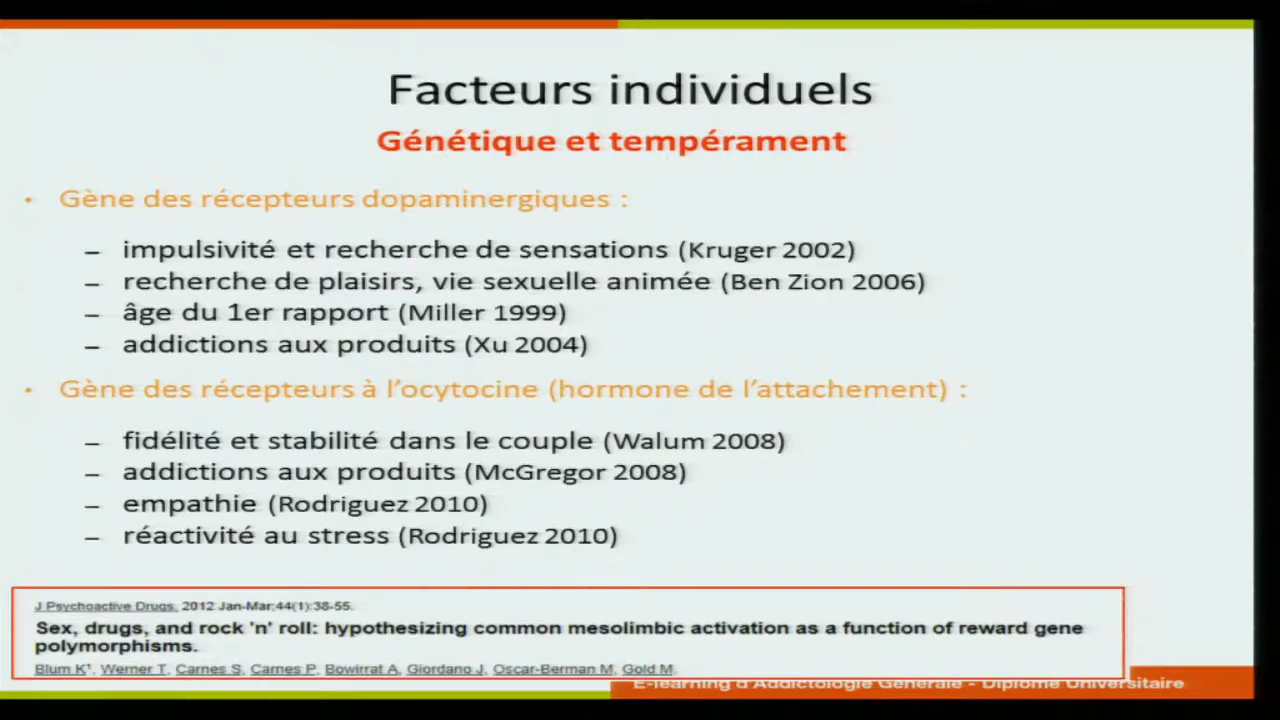 Facteurs individuels
Génétique et tempérament
• Gène des récepteurs dopaminergiques :
– impulsivité et recherche de sensations (Kruger 2002)
– recherche de plaisirs, vie sexuelle animée (Ben Zion 2006)
– âge du 1er rapport (Miller 1999)
– addictions aux produits (Xu 2004)
• Gène des récepteurs à l’ocytocine (hormone de l’attachement) :
– fidélité et stabilité dans le couple (Walum 2008)
– addictions aux produits (McGregor 2008)
– empathie (Rodriguez 2010)
– réactivité au stress (Rodriguez 2010)
J Psychoactive Drugs. 2012 Jan-Mar;44(1):38-55.
Sex, drugs, and rock 'n' roll: hypothesizing common mesolimbic activation as a function of reward gene
polymorphisms.
Blum K¹, Werner T, Carnes S, Carnes P, Bowirrat A, Giordano J, Oscar-Berman M, Gold M.
E-learning d'Addictologie Générale - Diplôme Universitaire